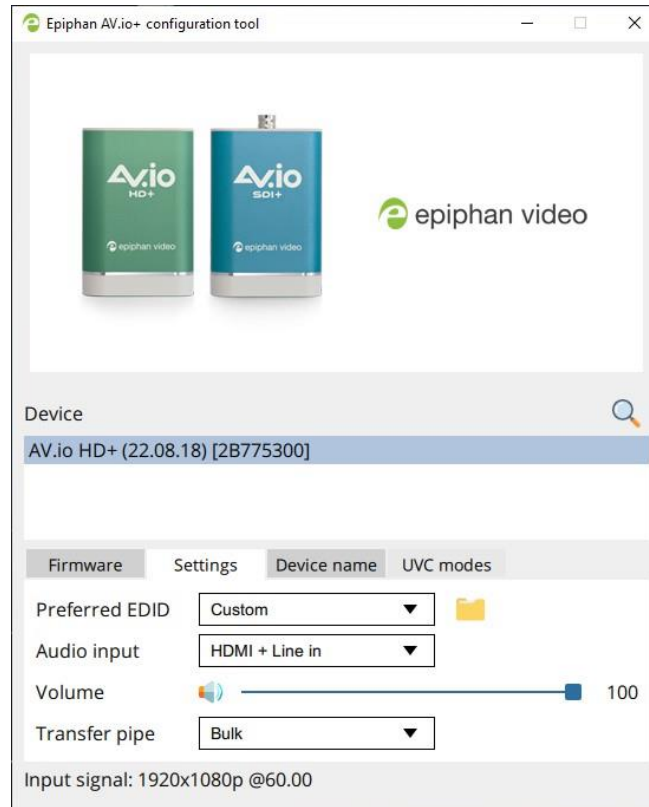 Epiphan AV.io+ configuration tool
AV.io
HD+
epiphan video
AV.io
SDI+
epiphan video
epiphan video
Device
AV.io HD+ (22.08.18) [2B775300]
Firmware Settings Device name UVC modes
Preferred EDID Custom
Audio input HDMI + Line in
Volume 100
Transfer pipe Bulk
Input signal: 1920x1080p @60.00